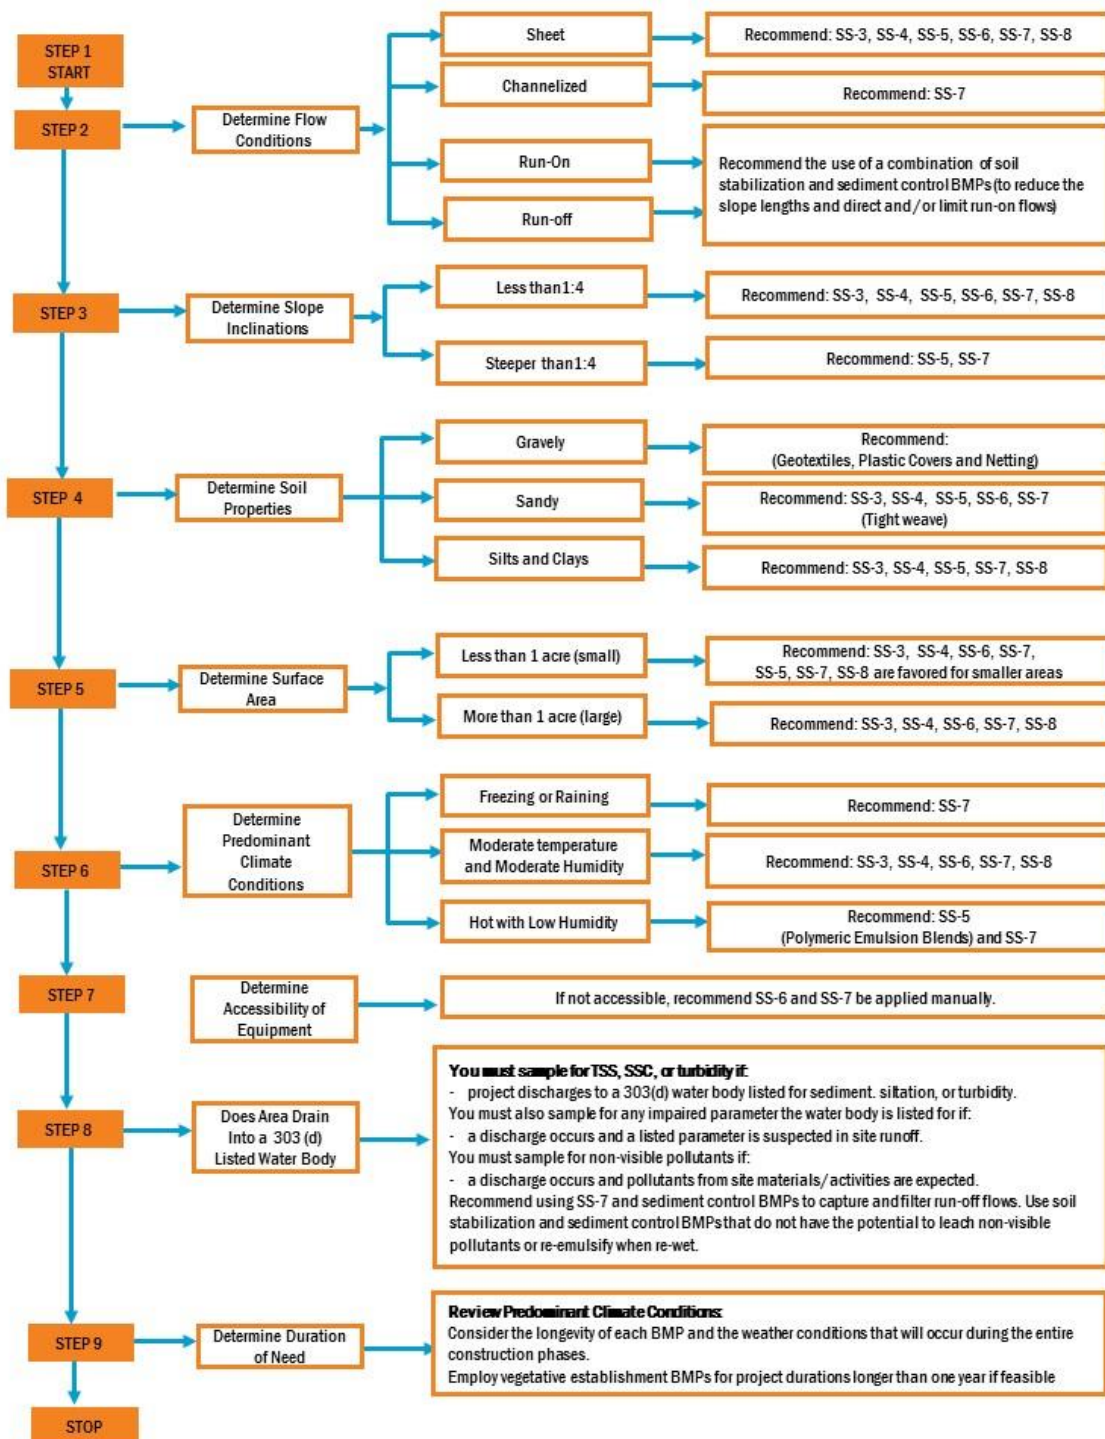 STEP 1
START
STEP 2
Determine Flow
Conditions
Sheet
Recommend: SS-3, SS-4, SS-5, SS-6, SS-7, SS-8
Channelized
Recommend: SS-7
Run-On
Run-off
Recommend the use of a combination of soil
stabilization and sediment control BMPs (to reduce the
slope lengths and direct and/or limit run-on flows)
STEP 3
Determine Slope
Inclinations
Less than 1:4
Recommend: SS-3, SS-4, SS-5, SS-6, SS-7, SS-8
Steeper than 1:4
Recommend: SS-5, SS-7
STEP 4
Determine Soil
Properties
Gravely
Recommend:
(Geotextiles, Plastic Covers and Netting)
Sandy
Recommend: SS-3, SS-4, SS-5, SS-6, SS-7
(Tight weave)
Silts and Clays
Recommend: SS-3, SS-4, SS-5, SS-7, SS-8
STEP 5
Determine Surface
Area
Less than 1 acre (small)
Recommend: SS-3, SS-4, SS-6, SS-7,
SS-5, SS-7, SS-8 are favored for smaller areas
More than 1 acre (large)
Recommend: SS-3, SS-4, SS-6, SS-7, SS-8
STEP 6
Determine
Predominant
Climate
Conditions
Freezing or Raining
Recommend: SS-7
Moderate temperature
and Moderate Humidity
Recommend: SS-3, SS-4, SS-6, SS-7, SS-8
Hot with Low Humidity
Recommend: SS-5
(Polymeric Emulsion Blends) and SS-7
STEP 7
Determine
Accessibility of
Equipment
If not accessible, recommend SS-6 and SS-7 be applied manually.
STEP 8
Does Area Drain
Into a 303 (d)
Listed Water Body
You must sample for TSS, SSC, or turbidity if:
- project discharges to a 303(d) water body listed for sediment. siltation, or turbidity.
You must also sample for any impaired parameter the water body is listed for if:
- a discharge occurs and a listed parameter is suspected in site runoff.
You must sample for non-visible pollutants if:
- a discharge occurs and pollutants from site materials/activities are expected.
Recommend using SS-7 and sediment control BMPs to capture and filter run-off flows. Use soil
stabilization and sediment control BMPs that do not have the potential to leach non-visible
pollutants or re-emulsify when re-wet.
STEP 9
Determine Duration
of Need
Review Predominant Climate Conditions:
Consider the longevity of each BMP and the weather conditions that will occur during the entire
construction phases.
Employ vegetative establishment BMPs for project durations longer than one year if feasible
STOP